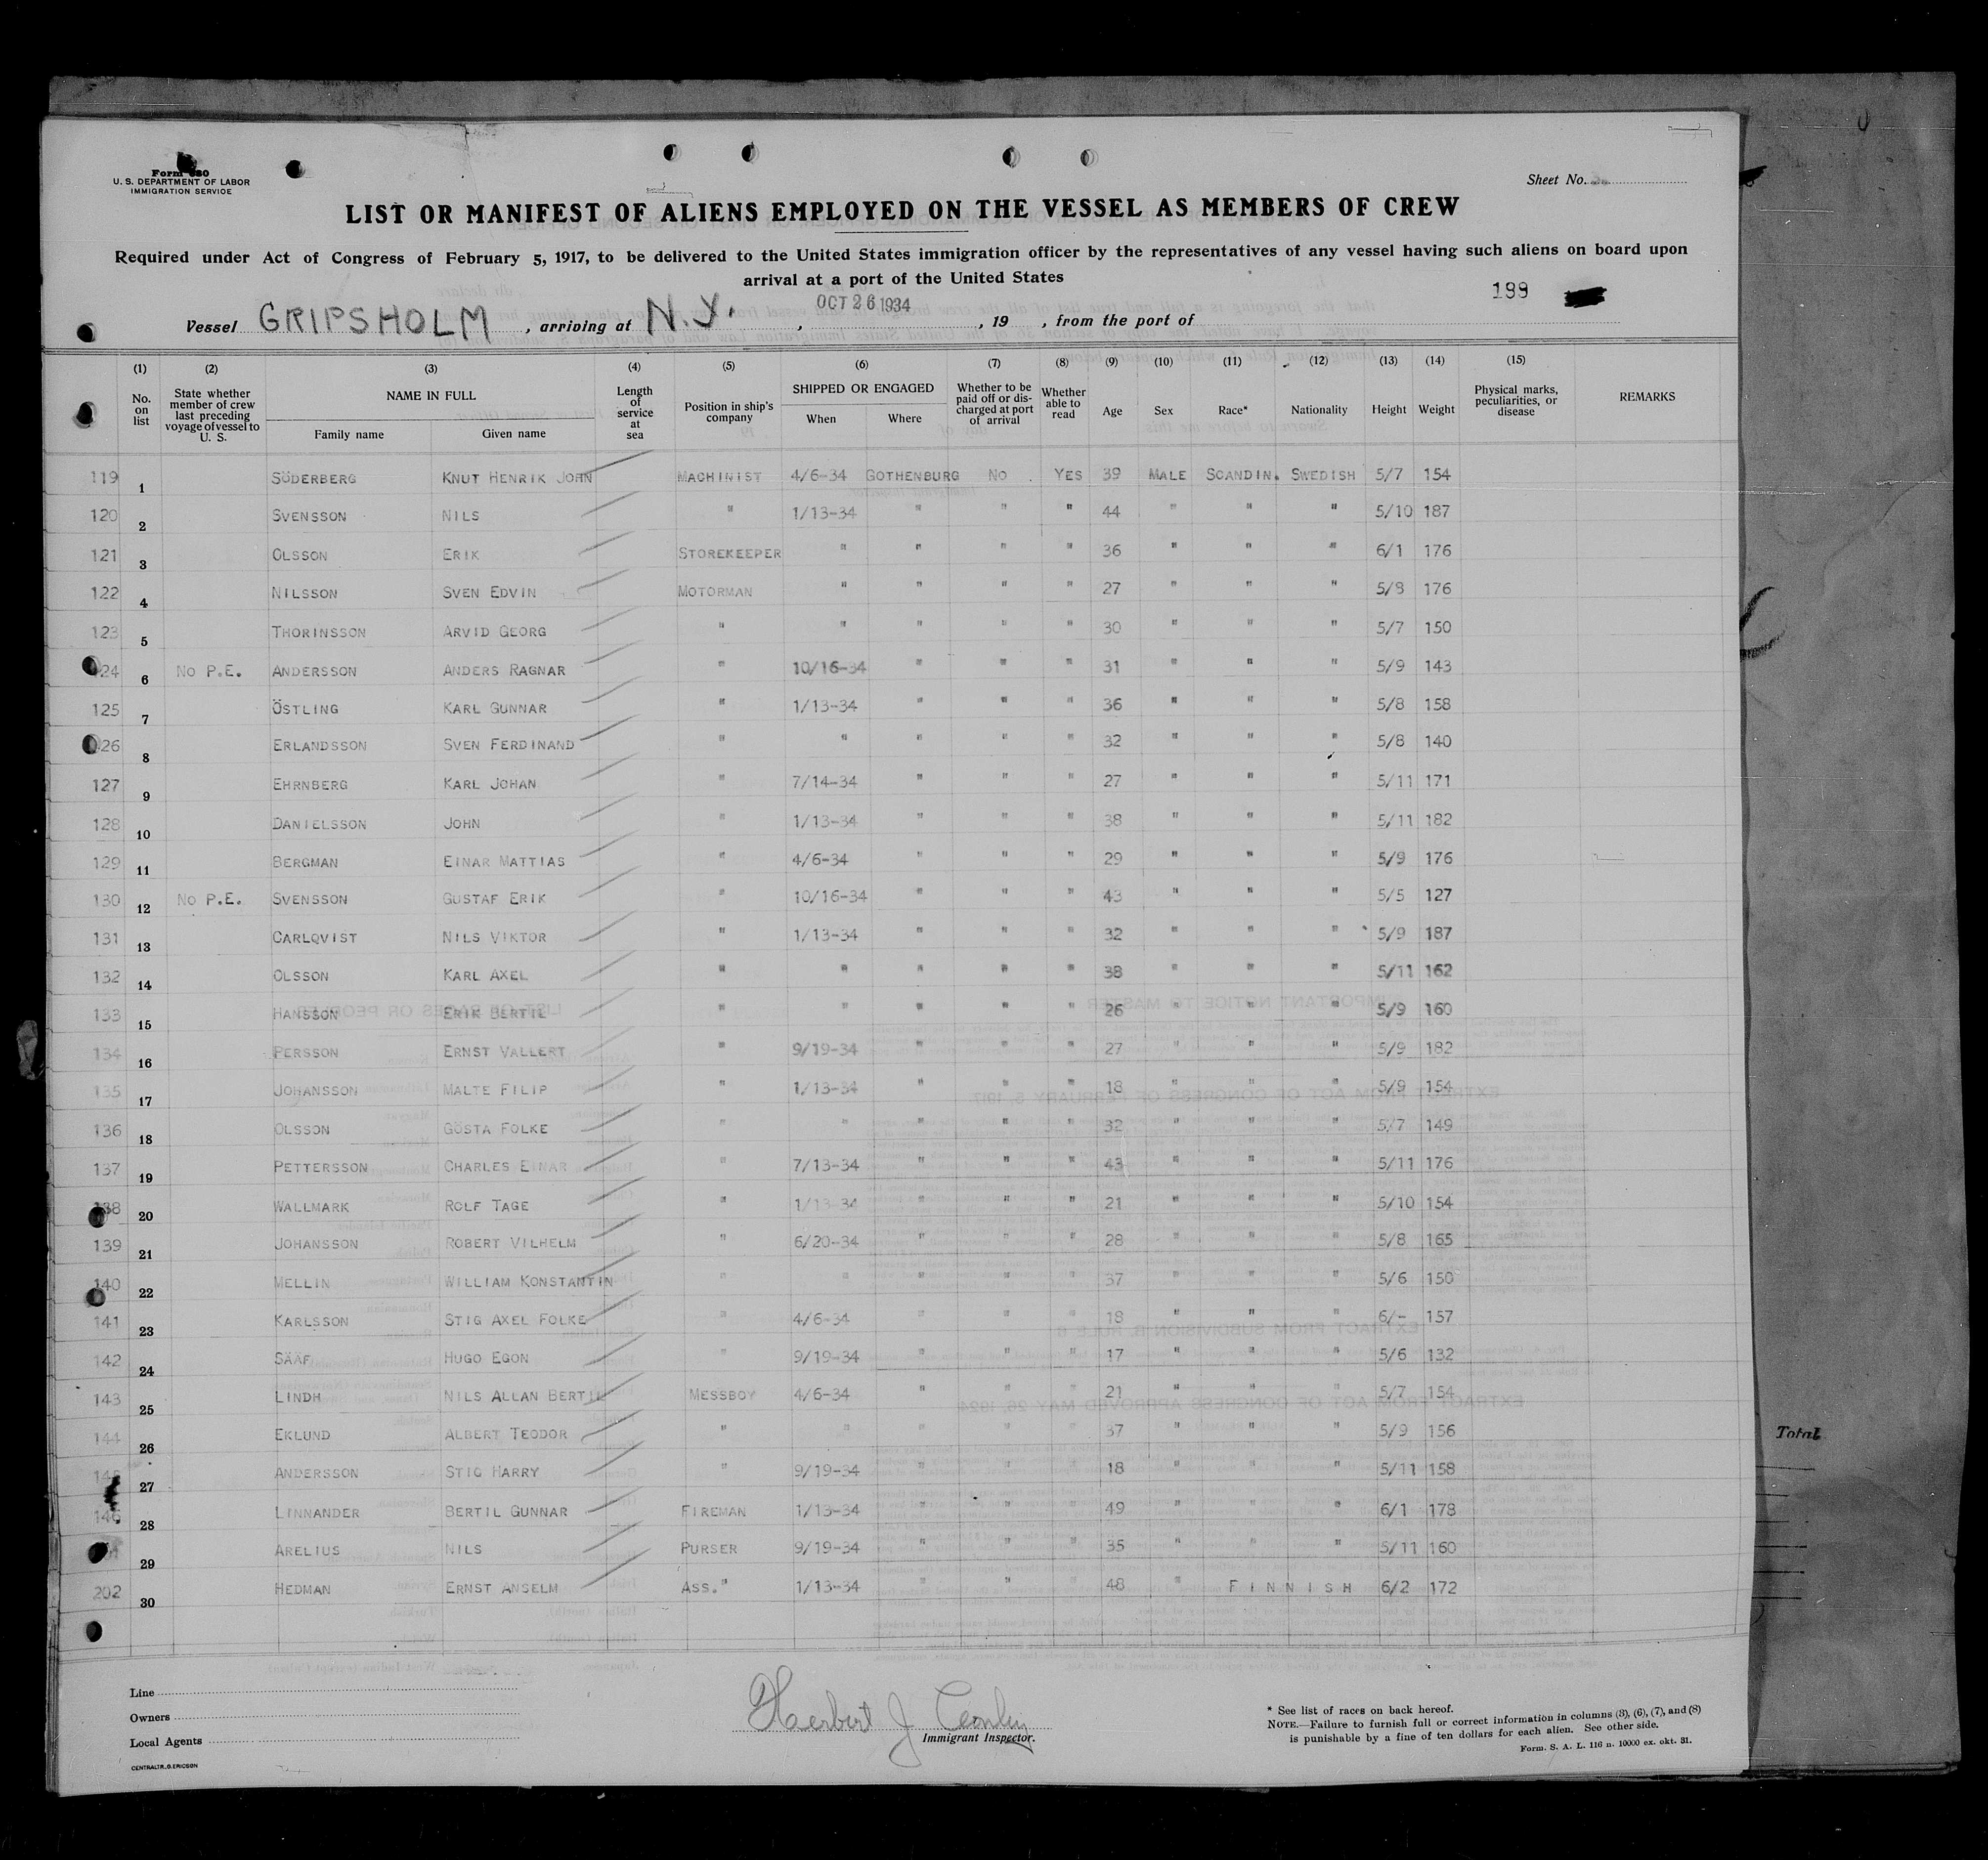 Form 680
U. S. DEPARTMENT OF LABOR
IMMIGRATION SERVICE
Sheet No.
LIST OR MANIFEST OF ALIENS EMPLOYED ON THE VESSEL AS MEMBERS OF CREW
Required under Act of Congress of February 5, 1917, to be delivered to the United States immigration officer by the representatives of any vessel having such aliens on board upon
arrival at a port of the United States
199
Vessel GRIPSHOLM, arriving at N.Y., OCT 26 1934, 19 , from the port of
(1) (2) (3) (4) (5) (6) (7) (8) (9) (10) (11) (12) (13) (14) (15)
No. on list State whether member of crew last preceding voyage of vessel to U. S. NAME IN FULL Family name Given name Length of service at sea Position in ship's company SHIPPED OR ENGAGED When Where Whether to be paid off or discharged at port of arrival Whether able to read Age Sex Race* Nationality Height Weight Physical marks, peculiarities, or disease REMARKS
119 1 SÖDERBERG KNUT HENRIK JOHN MACHINIST 4/6-34 GOTHENBURG NO YES 39 MALE SCANDIN. SWEDISH 5/7 154
120 2 SVENSSON NILS " 1/13-34 " " " 44 " " " 5/10 187
121 3 OLSSON ERIK STOREKEEPER " " " " 36 " " " 6/1 176
122 4 NILSSON SVEN EDVIN MOTORMAN " " " " 27 " " " 5/8 176
123 5 THORINSSON ARVID GEORG " " " " " 30 " " " 5/7 150
124 6 No P.E. ANDERSSON ANDERS RAGNAR " 10/16-34 " " " 31 " " " 5/9 143
125 7 ÖSTLING KARL GUNNAR " 1/13-34 " " " 36 " " " 5/8 158
126 8 ERLANDSSON SVEN FERDINAND " " " " " 32 " " " 5/8 140
127 9 EHRNBERG KARL JOHAN " 7/14-34 " " " 27 " " " 5/11 171
128 10 DANIELSSON JOHN " 1/13-34 " " " 38 " " " 5/11 182
129 11 BERGMAN EINAR MATTIAS " 4/6-34 " " " 29 " " " 5/9 176
130 12 No P.E. SVENSSON GUSTAF ERIK " 10/16-34 " " " 43 " " " 5/5 127
131 13 CARLQVIST NILS VIKTOR " 1/13-34 " " " 32 " " " 5/9 187
132 14 OLSSON KARL AXEL " " " " " 38 " " " 5/11 162
133 15 HANSSON ERIK BERTIL " " " " " 26 " " " 5/9 160
134 16 PERSSON ERNST VALLERT " 9/19-34 " " " 27 " " " 5/9 182
135 17 JOHANSSON MALTE FILIP " 1/13-34 " " " 18 " " " 5/9 154
136 18 OLSSON GÖSTA FOLKE " " " " " 32 " " " 5/7 149
137 19 PETTERSSON CHARLES EINAR " 7/13-34 " " " 43 " " " 5/11 176
138 20 WALLMARK ROLF TAGE " 1/13-34 " " " 21 " " " 5/10 154
139 21 JOHANSSON ROBERT VILHELM " 6/20-34 " " " 28 " " " 5/8 165
140 22 MELLIN WILLIAM KONSTANTIN " " " " " 37 " " " 5/6 150
141 23 KARLSSON STIG AXEL FOLKE " 4/6-34 " " " 18 " " " 6/- 157
142 24 SÄÄF HUGO EGON " 9/19-34 " " " 17 " " " 5/6 132
143 25 LINDH NILS ALLAN BERTIL MESSBOY 4/6-34 " " " 21 " " " 5/7 154
144 26 EKLUND ALBERT TEODOR " " " " " 37 " " " 5/9 156
27 ANDERSSON STIG HARRY " 9/19-34 " " " 18 " " " 5/11 158
146 28 LINNANDER BERTIL GUNNAR FIREMAN 1/13-34 " " " 49 " " " 6/1 178
29 ARELIUS NILS PURSER 9/19-34 " " " 35 " " " 5/11 160
202 30 HEDMAN ERNST ANSELM ASS." 1/13-34 " " " 48 " FINNISH 6/2 172
Total
Line
Owners
Local Agents
CENTRALTR. G. ERICSON
Herbert J
Immigrant Inspector.
* See list of races on back hereof.
NOTE.—Failure to furnish full or correct information in columns (3), (6), (7), and (8)
is punishable by a fine of ten dollars for each alien. See other side.
Form. S. A. L. 116 n. 10000 ex. okt. 31.